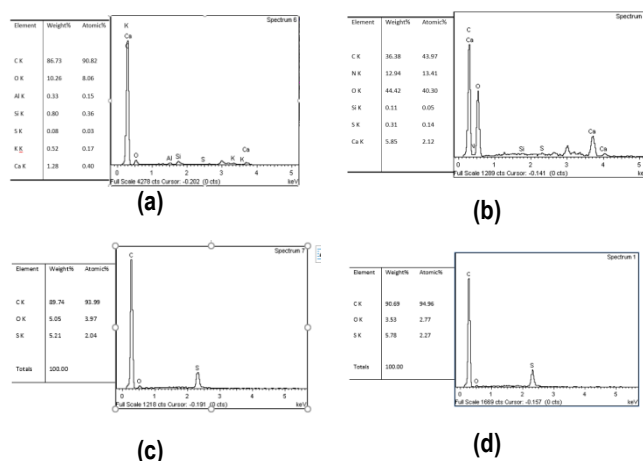 Element Weight% Atomic%
C K 86.73 90.82
O K 10.26 8.06
Al K 0.33 0.15
Si K 0.80 0.36
S K 0.08 0.03
K K 0.52 0.17
Ca K 1.28 0.40
Spectrum 6
K
Ca
O Al Si S K K Ca
0 1 2 3 4 5
Full Scale 4278 cts Cursor: -0.202 (0 cts) keV
(a)
Element Weight% Atomic%
C K 36.38 43.97
N K 12.94 13.41
O K 44.42 40.30
Si K 0.11 0.05
S K 0.31 0.14
Ca K 5.85 2.12
Spectrum
C
Ca
O
N Si S Ca Ca
0 1 2 3 4 5
Full Scale 1289 cts Cursor: -0.141 (0 cts) keV
(b)
Element Weight% Atomic%
C K 89.74 93.99
O K 5.05 3.97
S K 5.21 2.04
Totals 100.00
Spectrum 7
C
O S
0 1 2 3 4 5
Full Scale 1218 cts Cursor: -0.191 (0 cts) keV
(c)
Element Weight% Atomic%
C K 90.69 94.96
O K 3.53 2.77
S K 5.78 2.27
Totals 100.00
Spectrum 1
C
O S
0 1 2 3 4 5
Full Scale 1669 cts Cursor: -0.157 (0 cts) keV
(d)